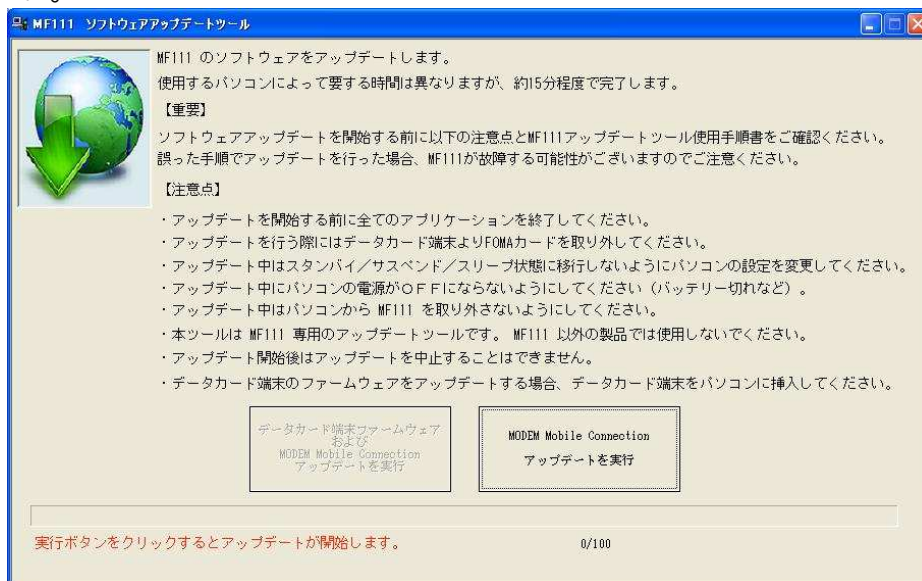 MF111 ソフトウェアアップデートツール
MF111 のソフトウェアをアップデートします。
使用するパソコンによって要する時間は異なりますが、約15分程度で完了します。
【重要】
ソフトウェアアップデートを開始する前に以下の注意点とMF111アップデートツール使用手順書をご確認ください。
誤った手順でアップデートを行った場合、MF111が故障する可能性がございますのでご注意ください。
【注意点】
・アップデートを開始する前に全てのアプリケーションを終了してください。
・アップデートを行う際にはデータカード端末よりFOMAカードを取り外してください。
・アップデート中はスタンバイ／サスペンド／スリープ状態に移行しないようにパソコンの設定を変更してください。
・アップデート中にパソコンの電源がＯＦＦにならないようにしてください（バッテリー切れなど）。
・アップデート中はパソコンから MF111 を取り外さないようにしてください。
・本ツールは MF111 専用のアップデートツールです。 MF111 以外の製品では使用しないでください。
・アップデート開始後はアップデートを中止することはできません。
・データカード端末のファームウェアをアップデートする場合、データカード端末をパソコンに挿入してください。
データカード端末ファームウェア
および
MODEM Mobile Connection
アップデートを実行
MODEM Mobile Connection
アップデートを実行
実行ボタンをクリックするとアップデートが開始します。
0/100